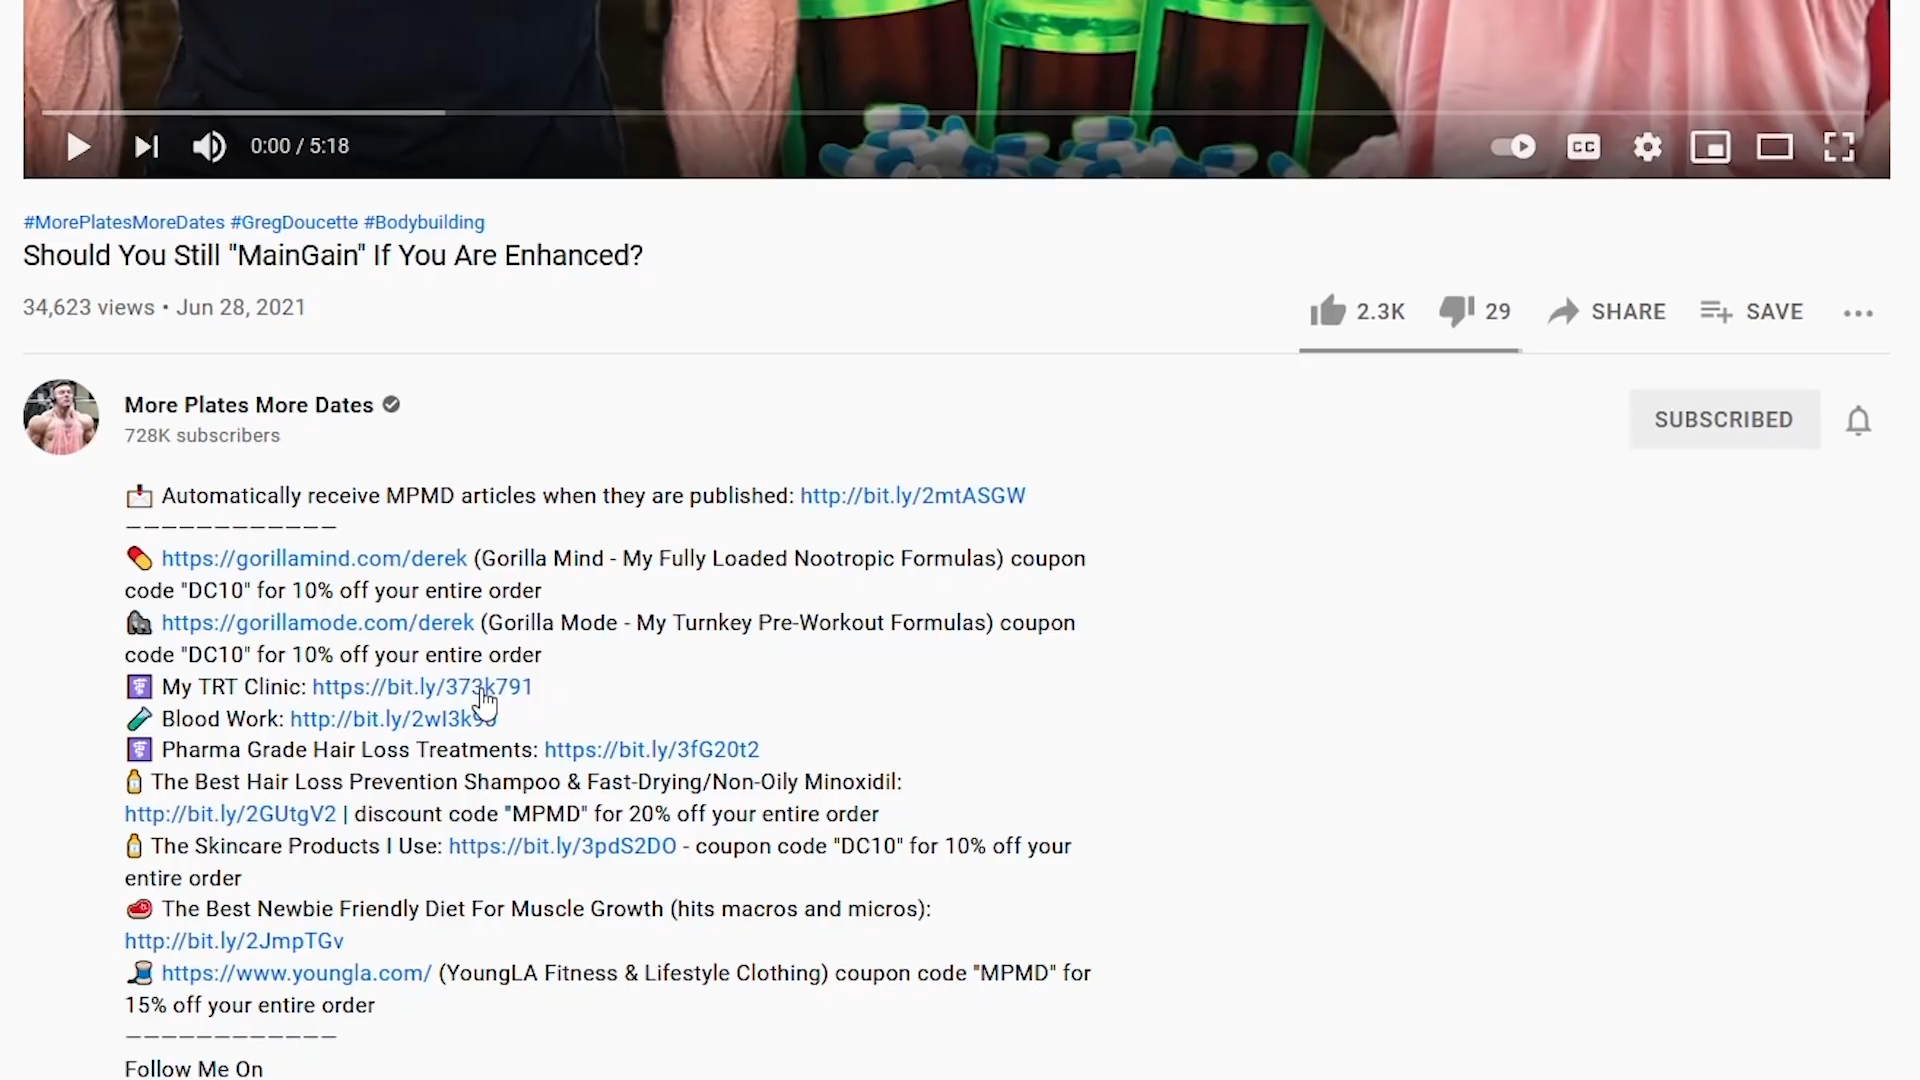 0:00 / 5:18
CC
#MorePlatesMoreDates #GregDoucette #Bodybuilding
Should You Still "MainGain" If You Are Enhanced?
34,623 views • Jun 28, 2021
2.3K
29
SHARE
SAVE
More Plates More Dates
728K subscribers
SUBSCRIBED
Automatically receive MPMD articles when they are published: http://bit.ly/2mtASGW
————————————
https://gorillamind.com/derek (Gorilla Mind - My Fully Loaded Nootropic Formulas) coupon
code "DC10" for 10% off your entire order
https://gorillamode.com/derek (Gorilla Mode - My Turnkey Pre-Workout Formulas) coupon
code "DC10" for 10% off your entire order
My TRT Clinic: https://bit.ly/373k791
Blood Work:
Pharma Grade Hair Loss Treatments: https://bit.ly/3fG20t2
The Best Hair Loss Prevention Shampoo & Fast-Drying/Non-Oily Minoxidil:
http://bit.ly/2GUtgV2 | discount code "MPMD" for 20% off your entire order
The Skincare Products I Use: https://bit.ly/3pdS2DO - coupon code "DC10" for 10% off your
entire order
The Best Newbie Friendly Diet For Muscle Growth (hits macros and micros):
http://bit.ly/2JmpTGv
https://www.youngla.com/ (YoungLA Fitness & Lifestyle Clothing) coupon code "MPMD" for
15% off your entire order
————————————
Follow Me On